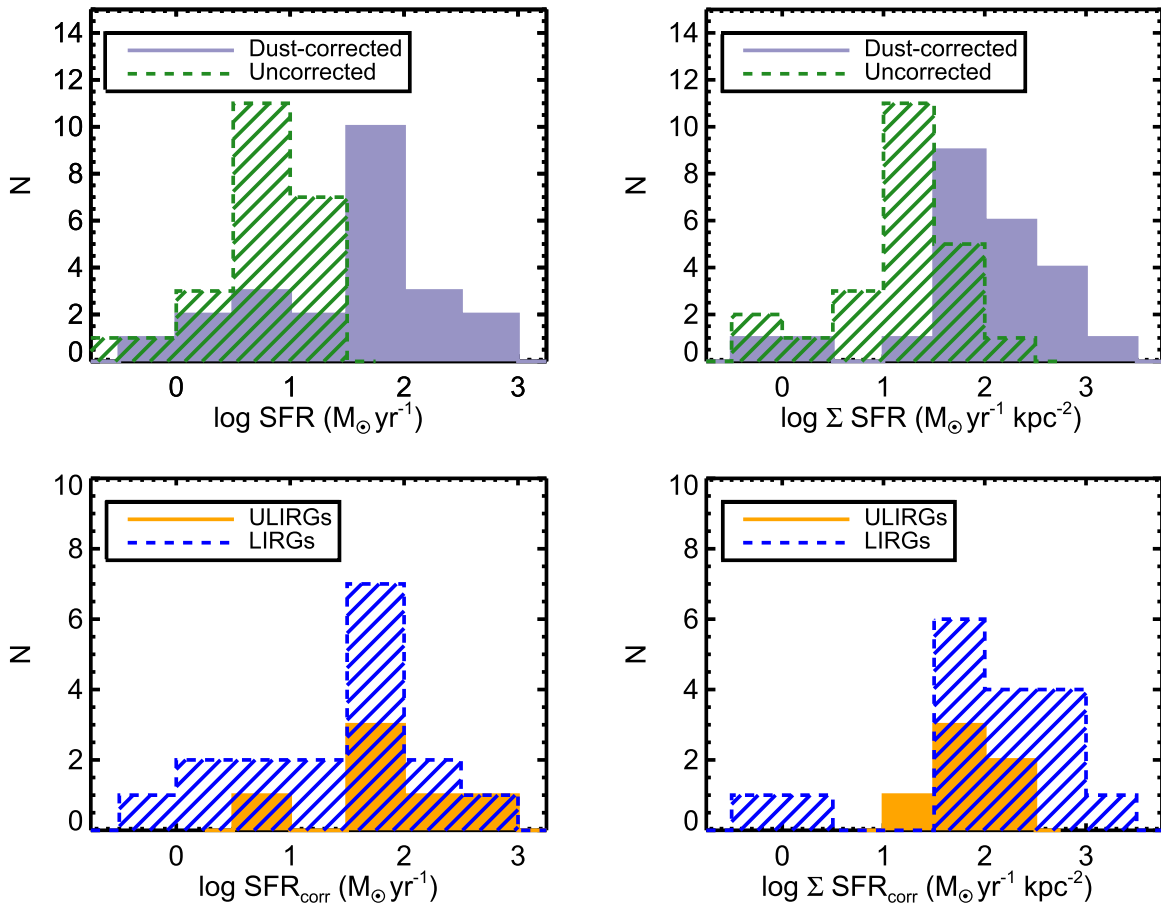 14
12
10
8
6
4
2
0
N
Dust-corrected
Uncorrected
0 1 2 3
log SFR (M⊙ yr⁻¹)
14
12
10
8
6
4
2
0
N
Dust-corrected
Uncorrected
0 1 2 3
log Σ SFR (M⊙ yr⁻¹ kpc⁻²)
10
8
6
4
2
0
N
ULIRGs
LIRGs
0 1 2 3
log SFRcorr (M⊙ yr⁻¹)
10
8
6
4
2
0
N
ULIRGs
LIRGs
0 1 2 3
log Σ SFRcorr (M⊙ yr⁻¹ kpc⁻²)